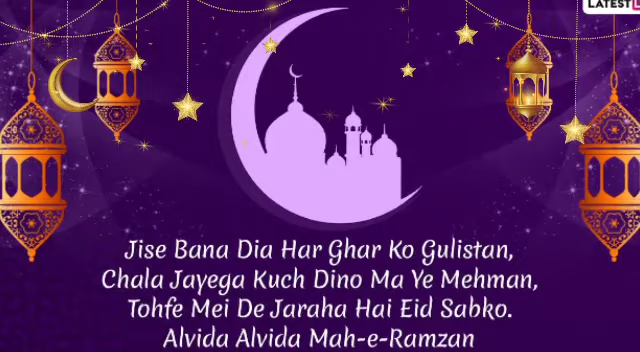 LATEST
Jise Bana Dia Har Ghar Ko Gulistan,
Chala Jayega Kuch Dino Ma Ye Mehman,
Tohfe Mei De Jaraha Hai Eid Sabko.
Alvida Alvida Mah-e-Ramzan